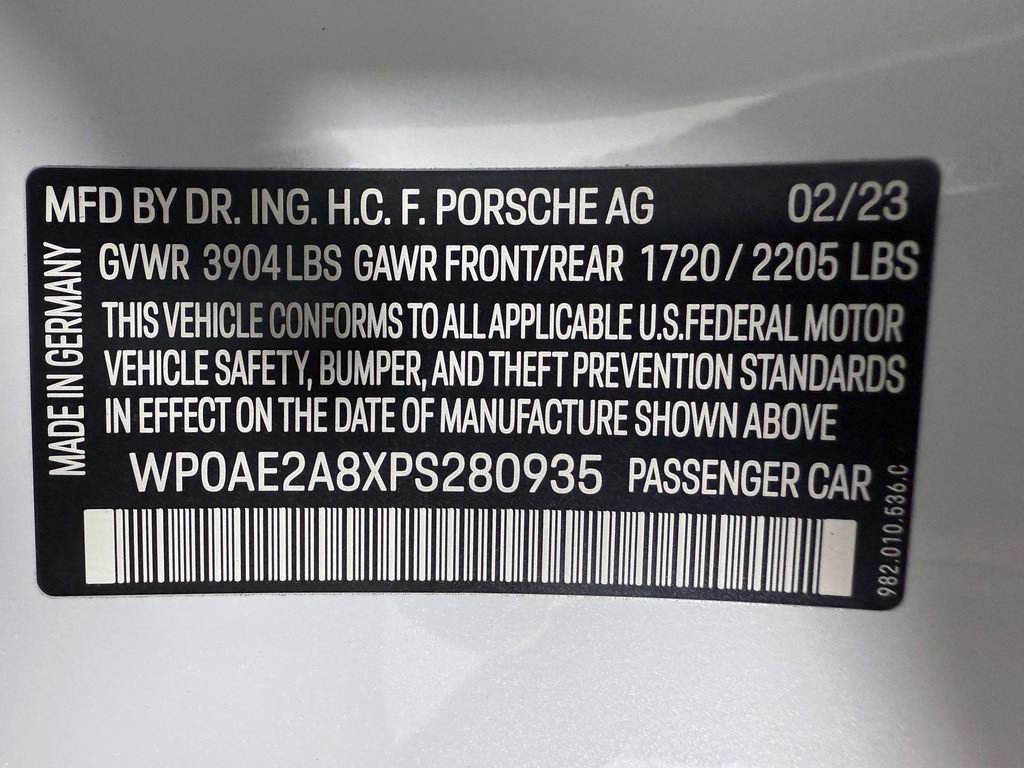 MFD BY DR. ING. H.C. F. PORSCHE AG 02/23
GVWR 3904 LBS GAWR FRONT/REAR 1720 / 2205 LBS
THIS VEHICLE CONFORMS TO ALL APPLICABLE U.S.FEDERAL MOTOR
VEHICLE SAFETY, BUMPER, AND THEFT PREVENTION STANDARDS
IN EFFECT ON THE DATE OF MANUFACTURE SHOWN ABOVE
WP0AE2A8XPS280935 PASSENGER CAR
MADE IN GERMANY
982.010.536.C